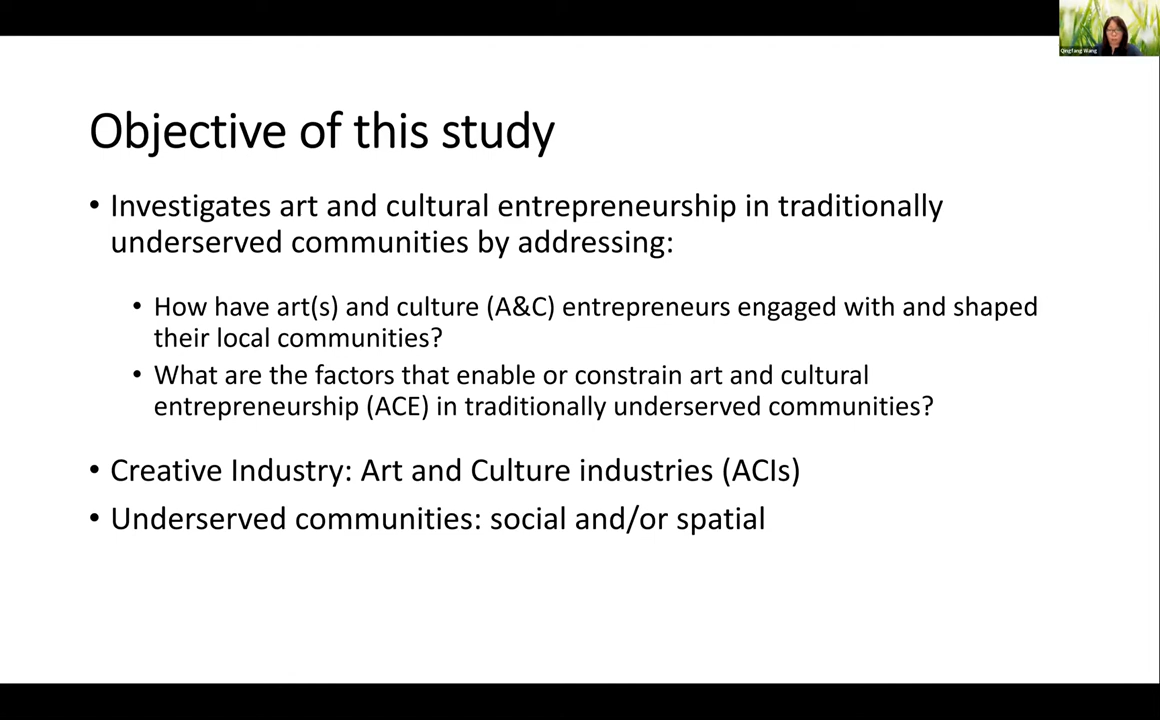 Qingfang Wang
Objective of this study
• Investigates art and cultural entrepreneurship in traditionally
underserved communities by addressing:
• How have art(s) and culture (A&C) entrepreneurs engaged with and shaped
their local communities?
• What are the factors that enable or constrain art and cultural
entrepreneurship (ACE) in traditionally underserved communities?
• Creative Industry: Art and Culture industries (ACIs)
• Underserved communities: social and/or spatial